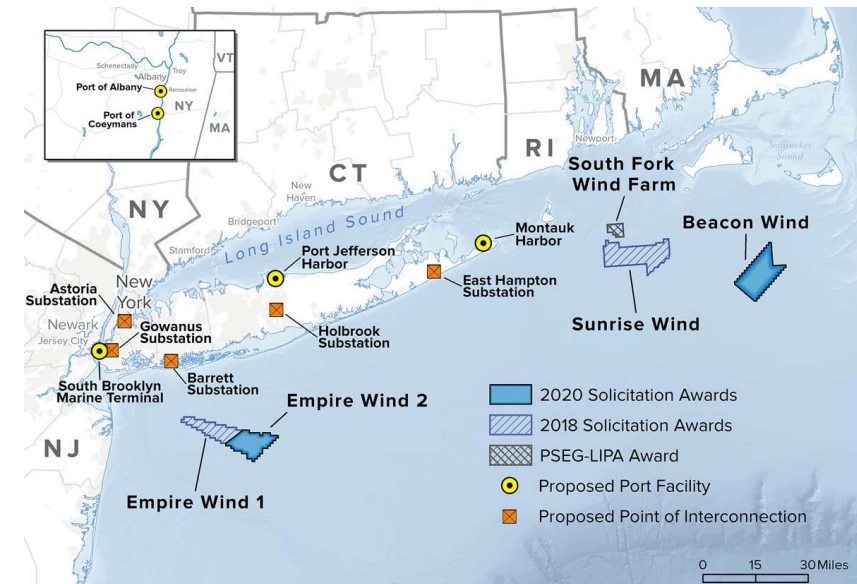 VT
Schenectady
Troy
Albany
Port of Albany
Rensselaer
NY
Port of
Coeymans
MA
MA
RI
Newport
CT
Nantucket
Sound
South Fork
Wind Farm
Beacon Wind
NY
New
Haven
Bridgeport
Long Island Sound
Stamford
Montauk
Harbor
Port Jefferson
Harbor
East Hampton
Substation
New
York
Astoria
Substation
Newark
Gowanus
Substation
Jersey City
Holbrook
Substation
Sunrise Wind
South Brooklyn
Marine Terminal
Barrett
Substation
Empire Wind 2
NJ
Empire Wind 1
2020 Solicitation Awards
2018 Solicitation Awards
PSEG-LIPA Award
Proposed Port Facility
Proposed Point of Interconnection
0 15 30 Miles